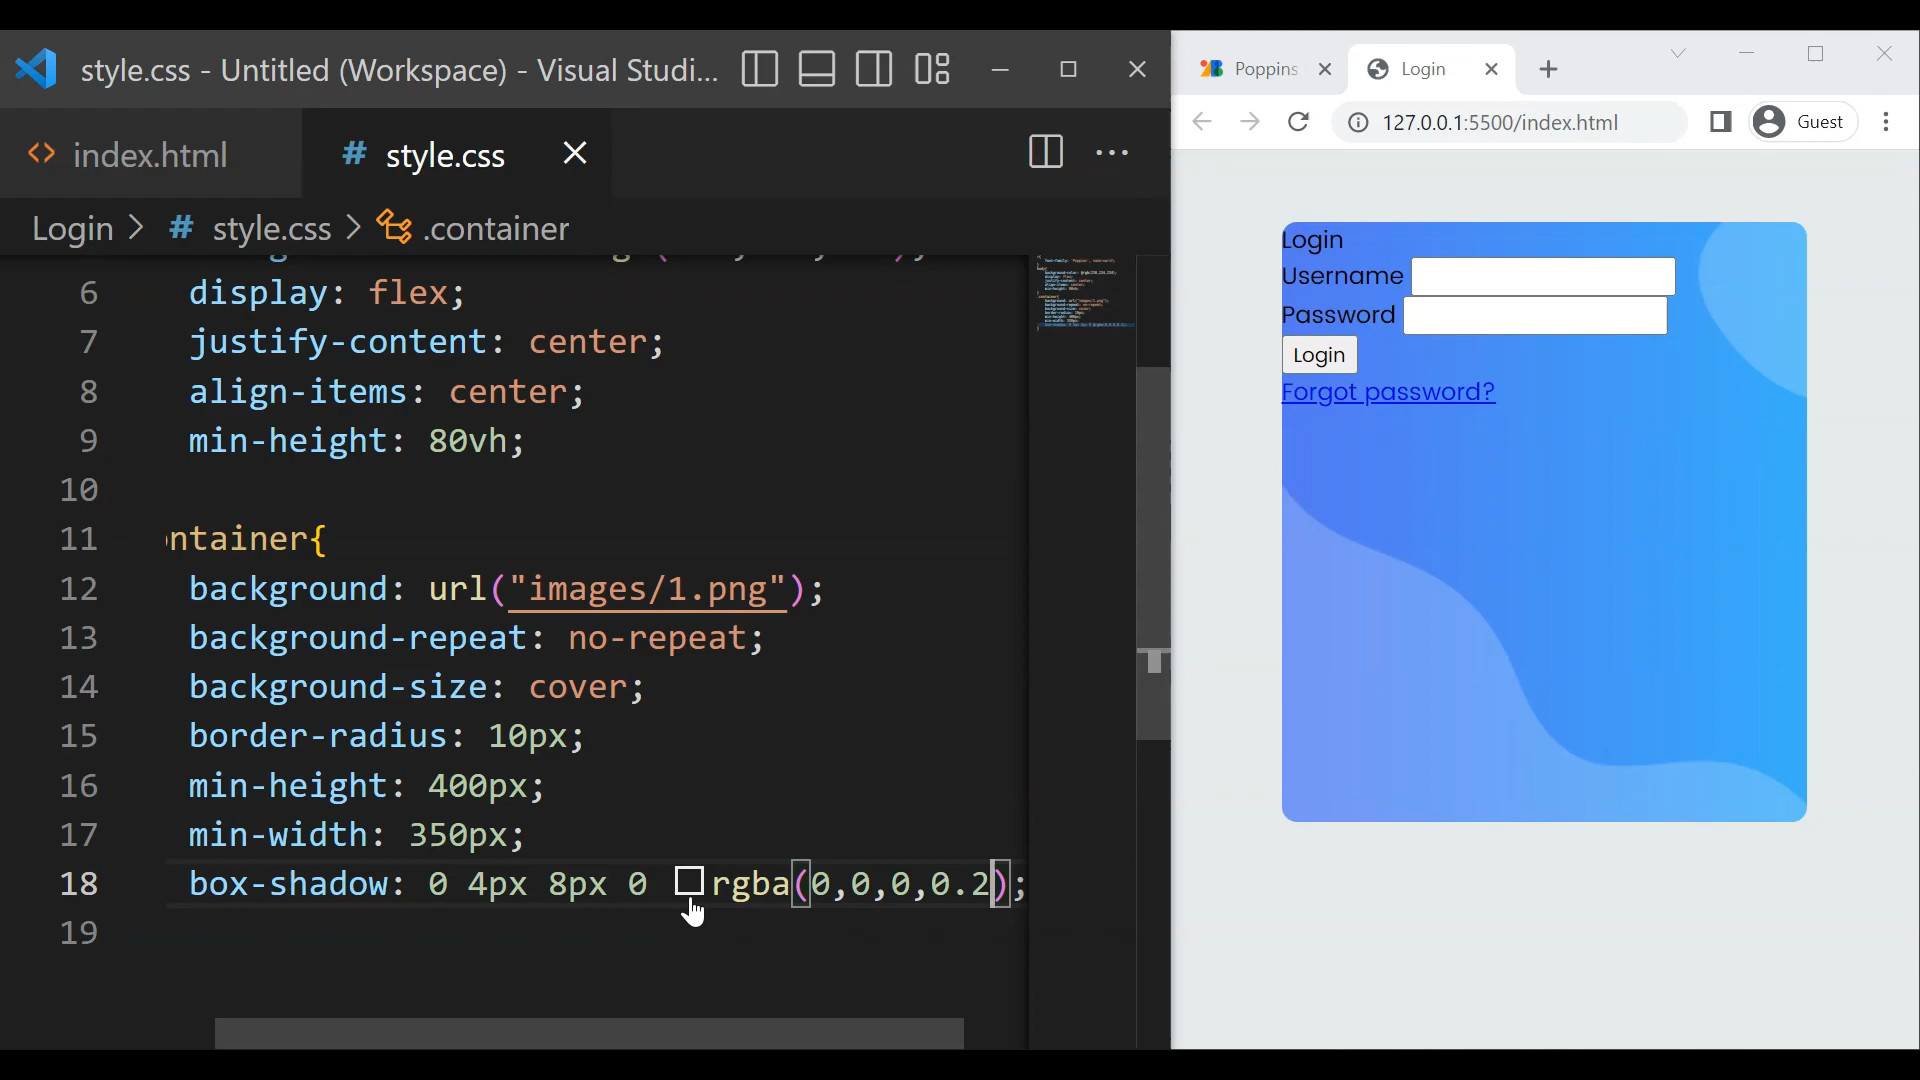 style.css - Untitled (Workspace) - Visual Studi...
index.html
# style.css
Login > # style.css > .container
6 display: flex;
7 justify-content: center;
8 align-items: center;
9 min-height: 80vh;
10
11 ntainer{
12 background: url("images/1.png");
13 background-repeat: no-repeat;
14 background-size: cover;
15 border-radius: 10px;
16 min-height: 400px;
17 min-width: 350px;
18 box-shadow: 0 4px 8px 0 rgba(0,0,0,0.2);
19
Poppins
Login
127.0.0.1:5500/index.html
Guest
Login
Username
Password
Login
Forgot password?